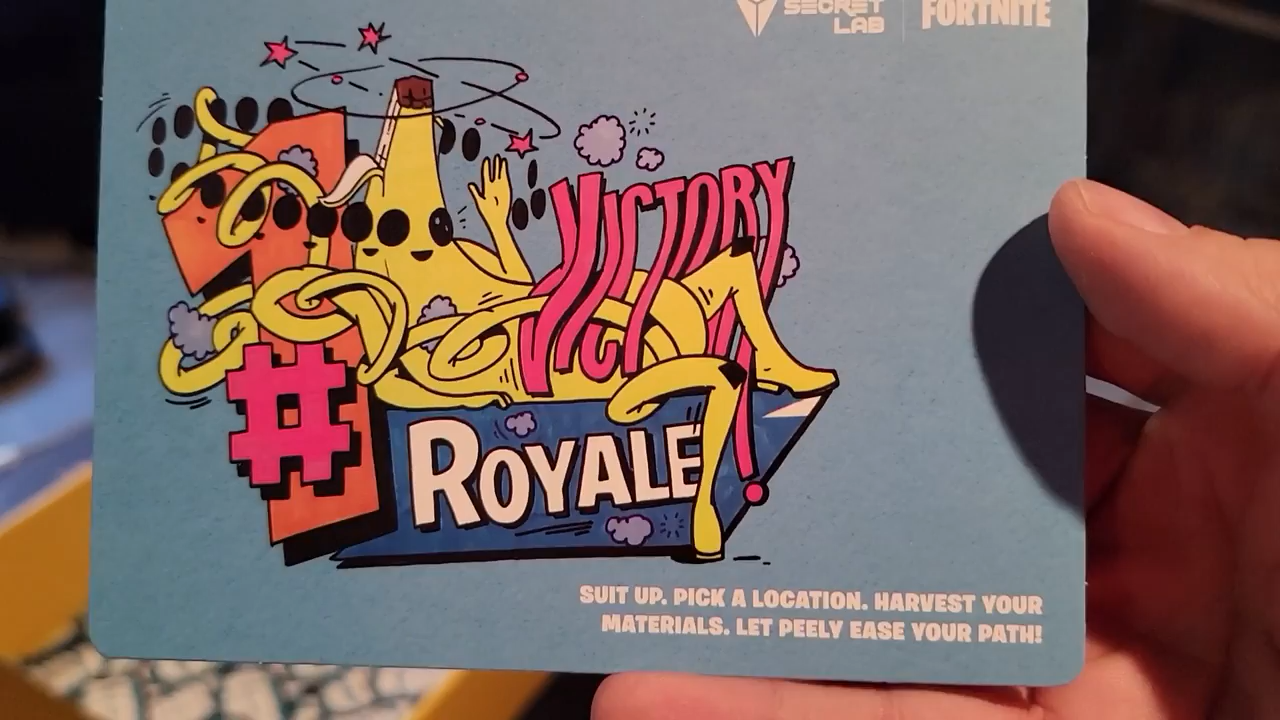 SECRET
LAB
FORTNITE
#1
VICTORY
ROYALE
SUIT UP. PICK A LOCATION. HARVEST YOUR
MATERIALS. LET PEELY EASE YOUR PATH!